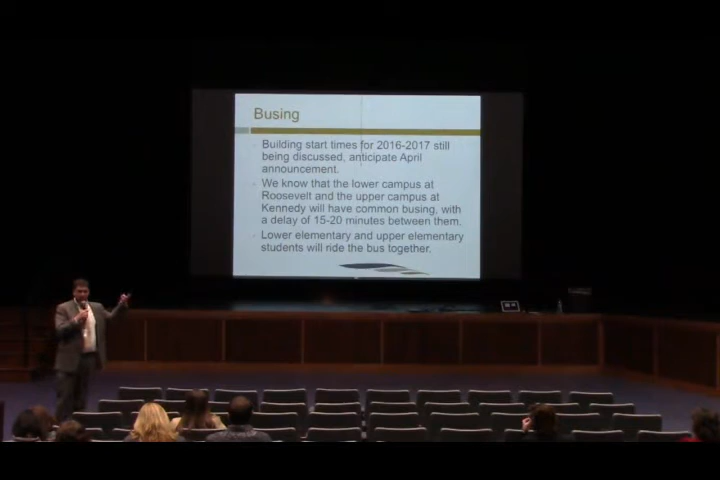 Busing
Building start times for 2016-2017 still
being discussed, anticipate April
announcement.
We know that the lower campus at
Roosevelt and the upper campus at
Kennedy will have common busing, with
a delay of 15-20 minutes between them.
Lower elementary and upper elementary
students will ride the bus together.